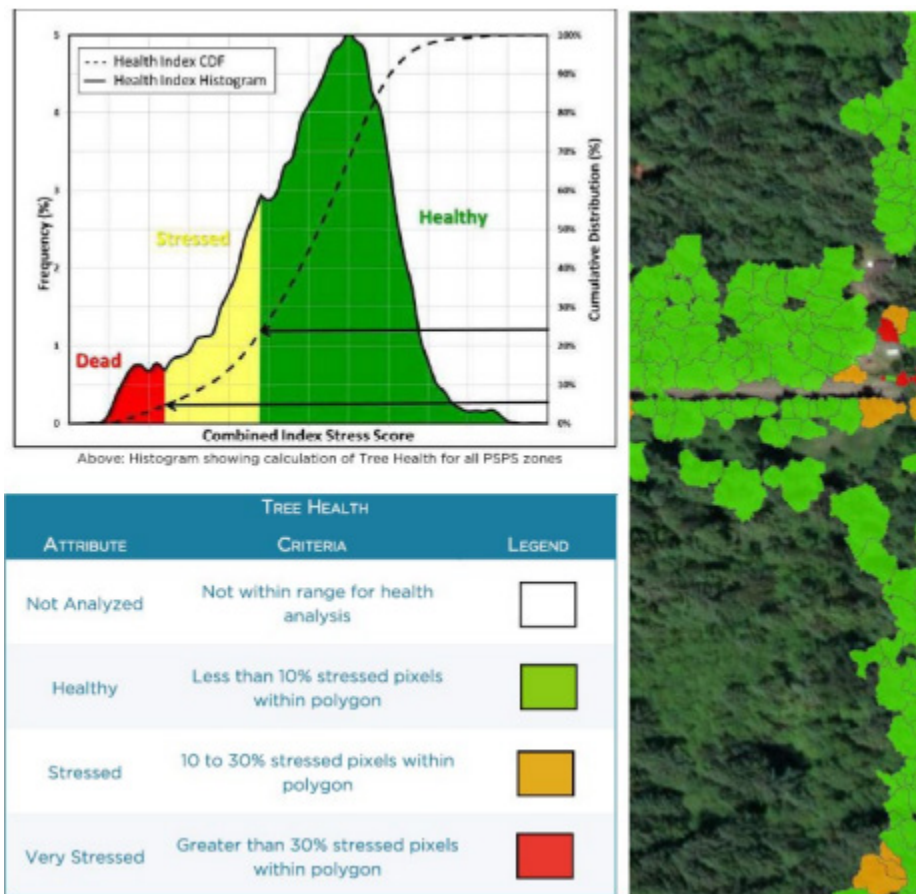 Health Index CDF
Health Index Histogram
5
4
3
2
1
0
Frequency (%)
100%
90%
80%
70%
60%
50%
40%
30%
20%
10%
0%
Cumulative Distribution (%)
Dead
Stressed
Healthy
Combined Index Stress Score
Above: Histogram showing calculation of Tree Health for all PSPS zones
TREE HEALTH
ATTRIBUTE CRITERIA LEGEND
Not Analyzed
Not within range for health
analysis
Healthy
Less than 10% stressed pixels
within polygon
Stressed
10 to 30% stressed pixels within
polygon
Very Stressed
Greater than 30% stressed pixels
within polygon